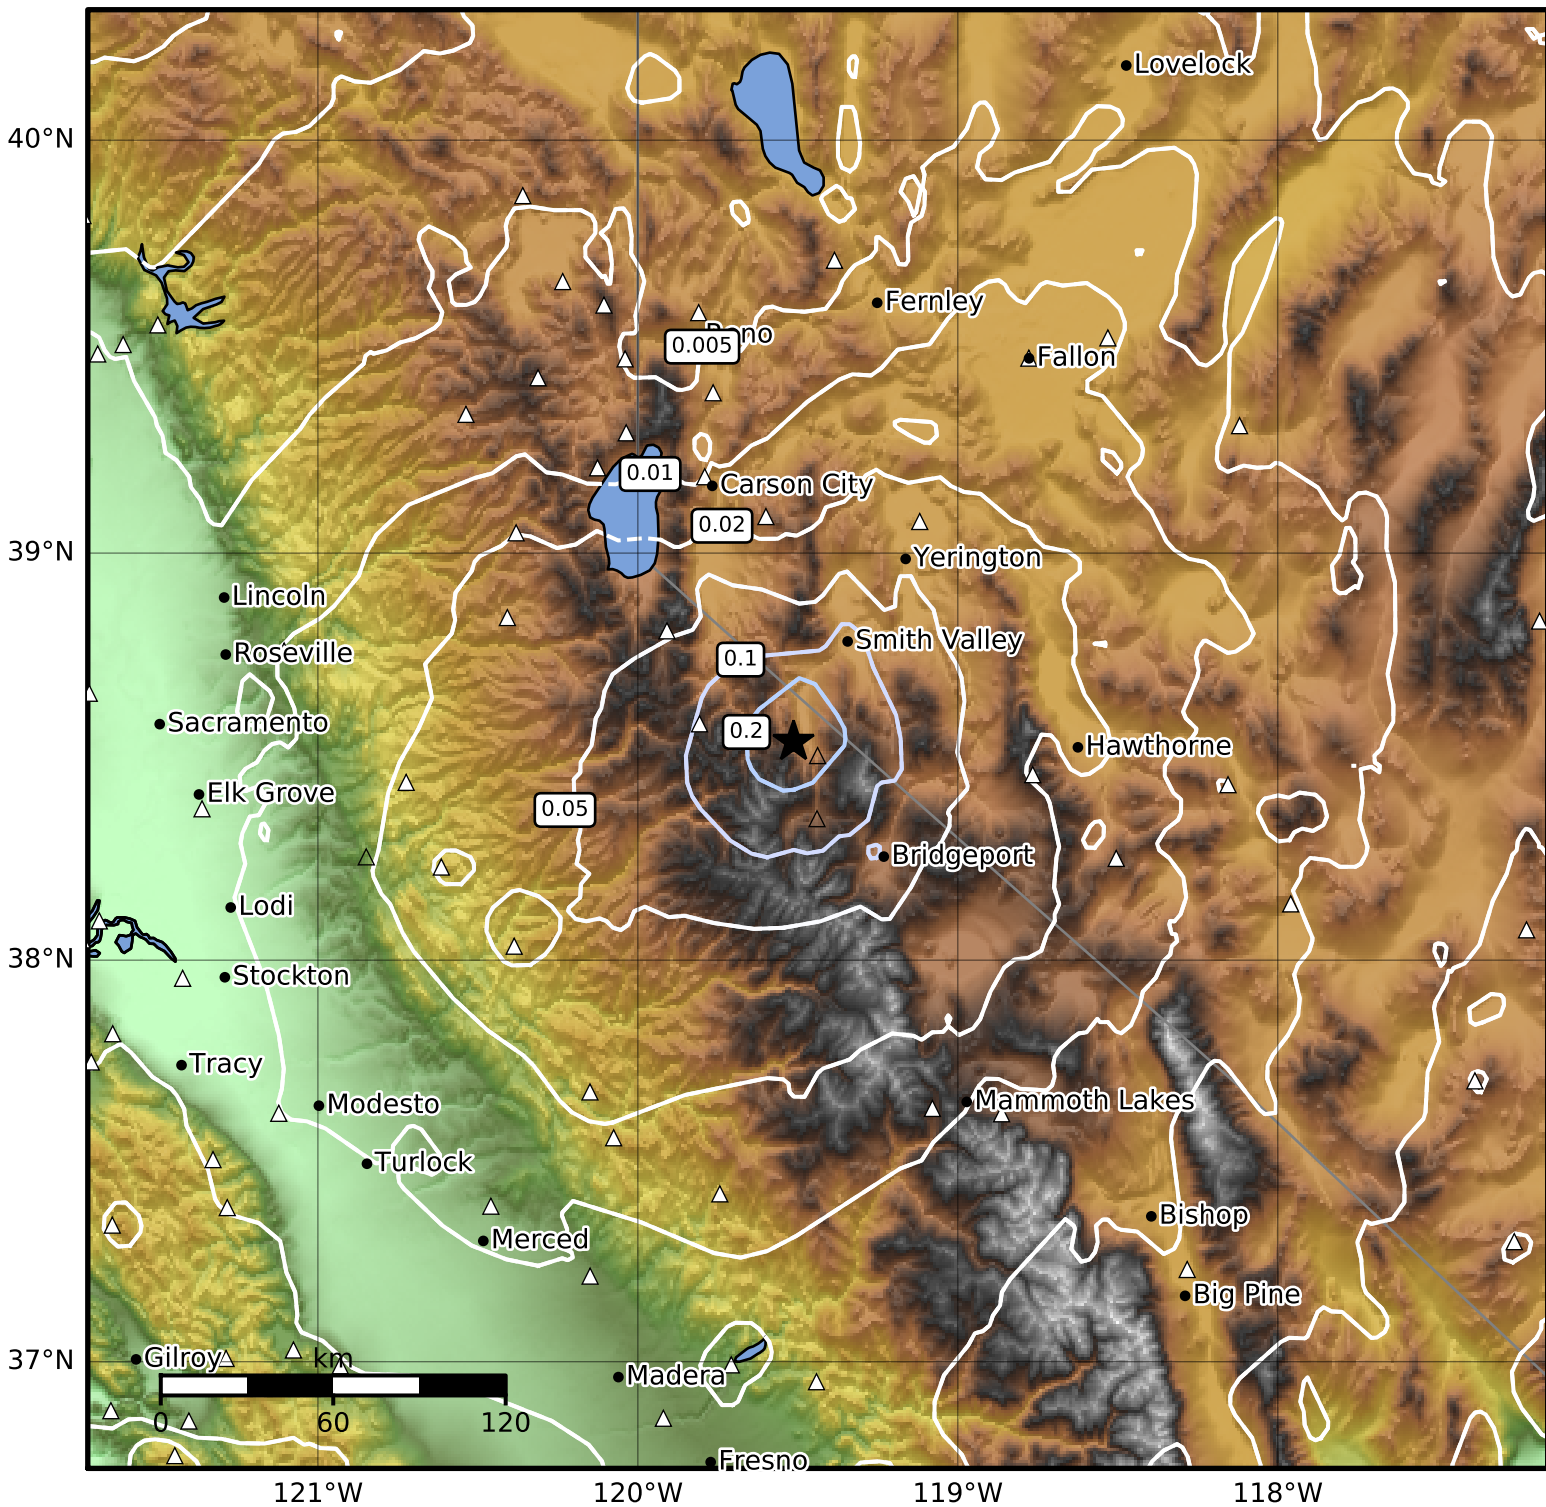 Lovelock
40°N
Fernley
Reno
0.005
Fallon
0.01
Carson City
0.02
39°N
Yerington
Lincoln
Smith Valley
Roseville
0.1
Sacramento
0.2
Hawthorne
Elk Grove
0.05
Bridgeport
Lodi
38°N
Stockton
Tracy
Mammoth Lakes
Modesto
Turlock
Bishop
Merced
Big Pine
37°N
Gilroy
km
Madera
0 60 120
Fresno
121°W 120°W 119°W 118°W